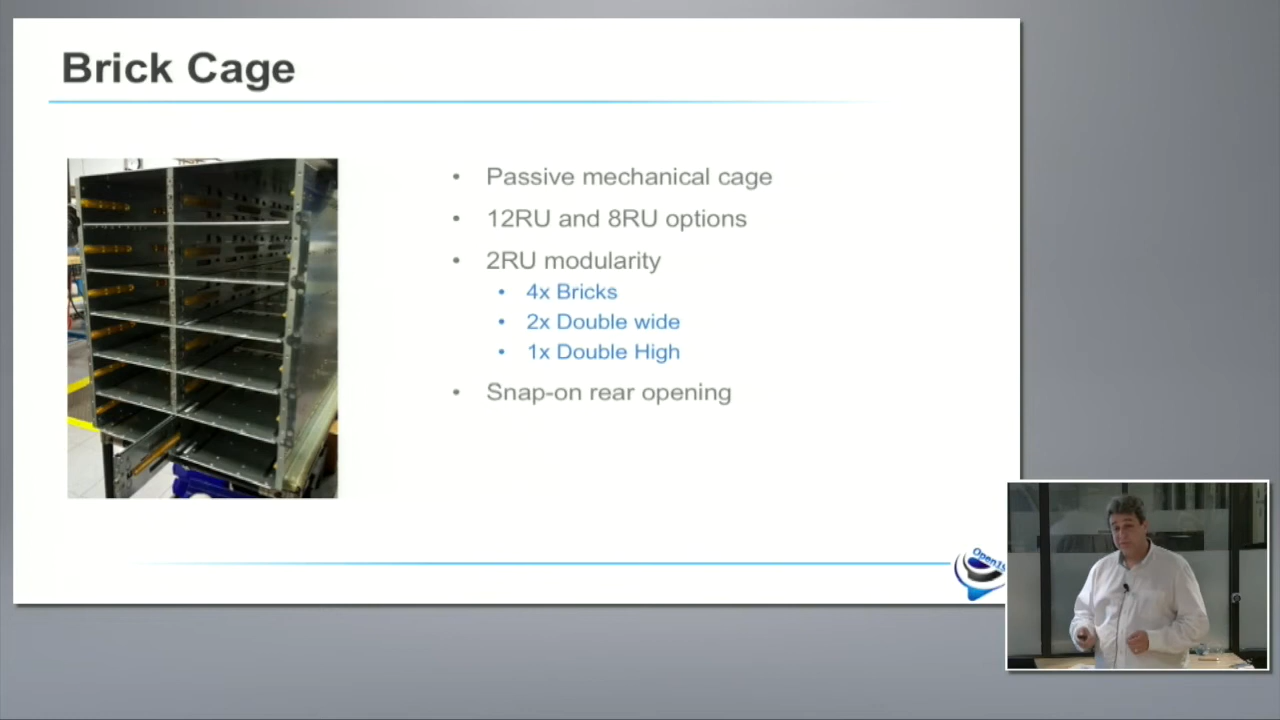 Brick Cage
• Passive mechanical cage
• 12RU and 8RU options
• 2RU modularity
• 4x Bricks
• 2x Double wide
• 1x Double High
• Snap-on rear opening